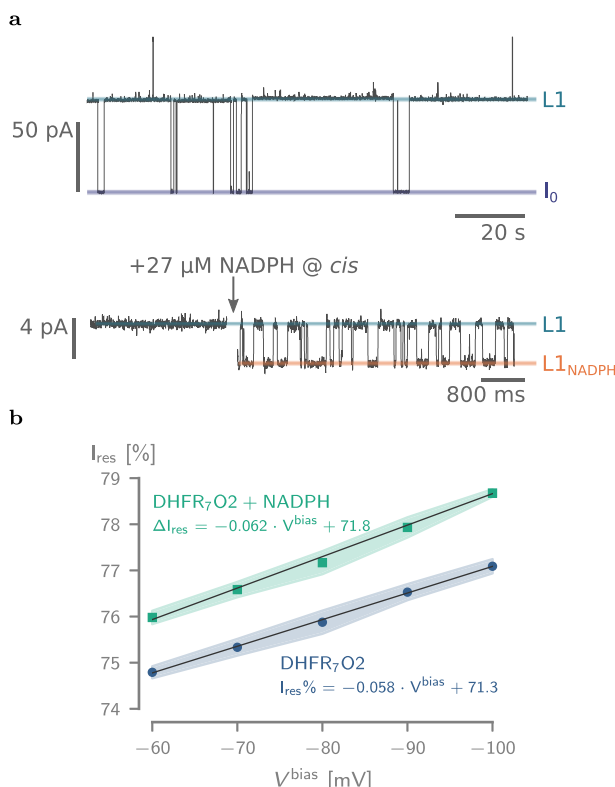 a
L1
50 pA
I₀
20 s
+27 µM NADPH @ cis
4 pA
L1
L1NADPH
800 ms
b
Ires [%]
79
78
77
76
75
74
DHFR₇O2 + NADPH
ΔIres = −0.062 · Vbias + 71.8
DHFR₇O2
Ires% = −0.058 · Vbias + 71.3
−60 −70 −80 −90 −100
Vbias [mV]